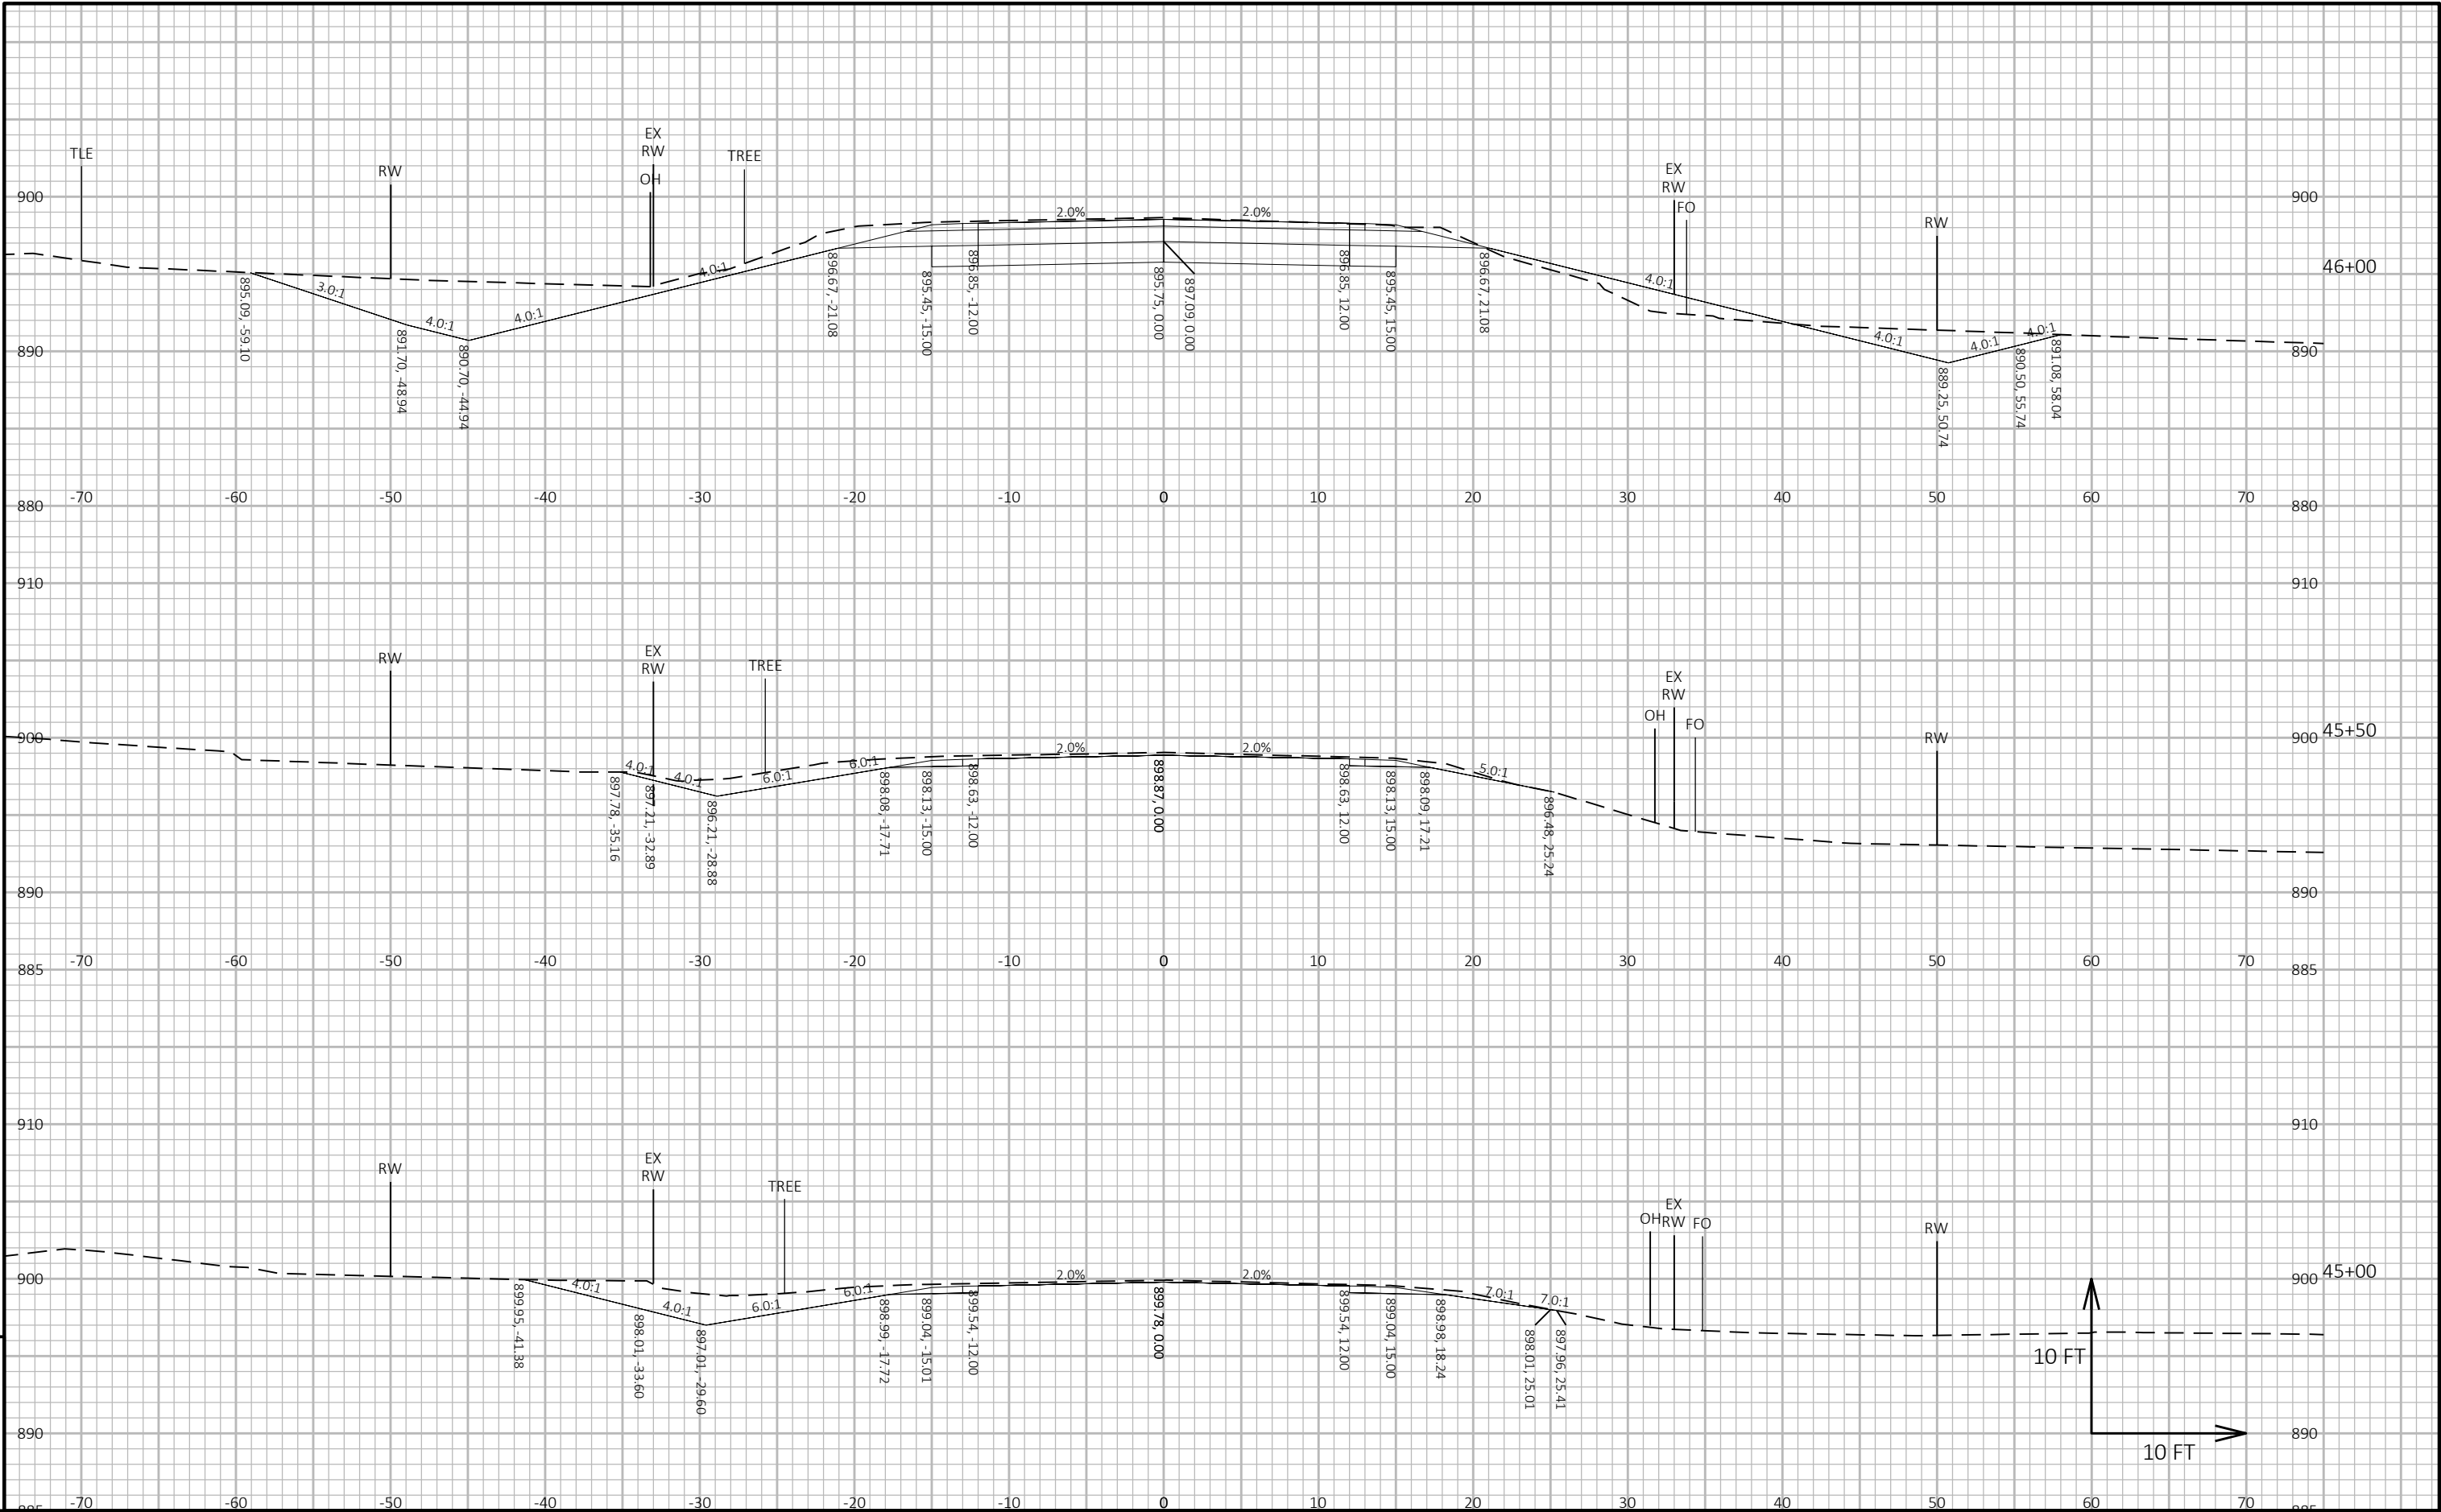 EX
TLE RW RW TREE EX
OH RW
FO RW
900 2.0% 2.0% 900
46+00
3.0:1 4.0:1 4.0:1 4.0:1 4.0:1 4.0:1 4.0:1 4.0:1
895.09, -59.10
891.70, -48.94
890.70, -44.94
896.67, -21.08
895.45, -15.00
896.85, -12.00
895.75, 0.00
897.09, 0.00
896.85, 12.00
895.45, 15.00
896.67, 21.08
889.25, 50.74
890.50, 55.74
891.08, 58.04
890 890
-70 -60 -50 -40 -30 -20 -10 0 10 20 30 40 50 60 70
880 880
910 910
RW EX
RW TREE
EX
RW
OH FO RW
900 2.0% 2.0% 900 45+50
4.0:1 4.0:1 6.0:1 6.0:1 5.0:1
897.78, -35.16
897.21, -32.89
896.21, -28.88
898.08, -17.71
898.13, -15.00
898.63, -12.00
898.87, 0.00
898.63, 12.00
898.13, 15.00
898.09, 17.21
896.48, 25.24
890 890
-70 -60 -50 -40 -30 -20 -10 0 10 20 30 40 50 60 70
885 885
910 910
RW EX
RW TREE
EX
OH RW FO RW
900 2.0% 2.0% 900 45+00
4.0:1 4.0:1 6.0:1 6.0:1 7.0:1 7.0:1
899.95, -41.38
898.01, -33.60
897.01, -29.60
898.99, -17.72
899.04, -15.01
899.54, -12.00
899.78, 0.00
899.54, 12.00
899.04, 15.00
898.98, 18.24
898.01, 25.01
897.96, 25.41
10 FT
890 890
10 FT
-70 -60 -50 -40 -30 -20 -10 0 10 20 30 40 50 60 70
885 885